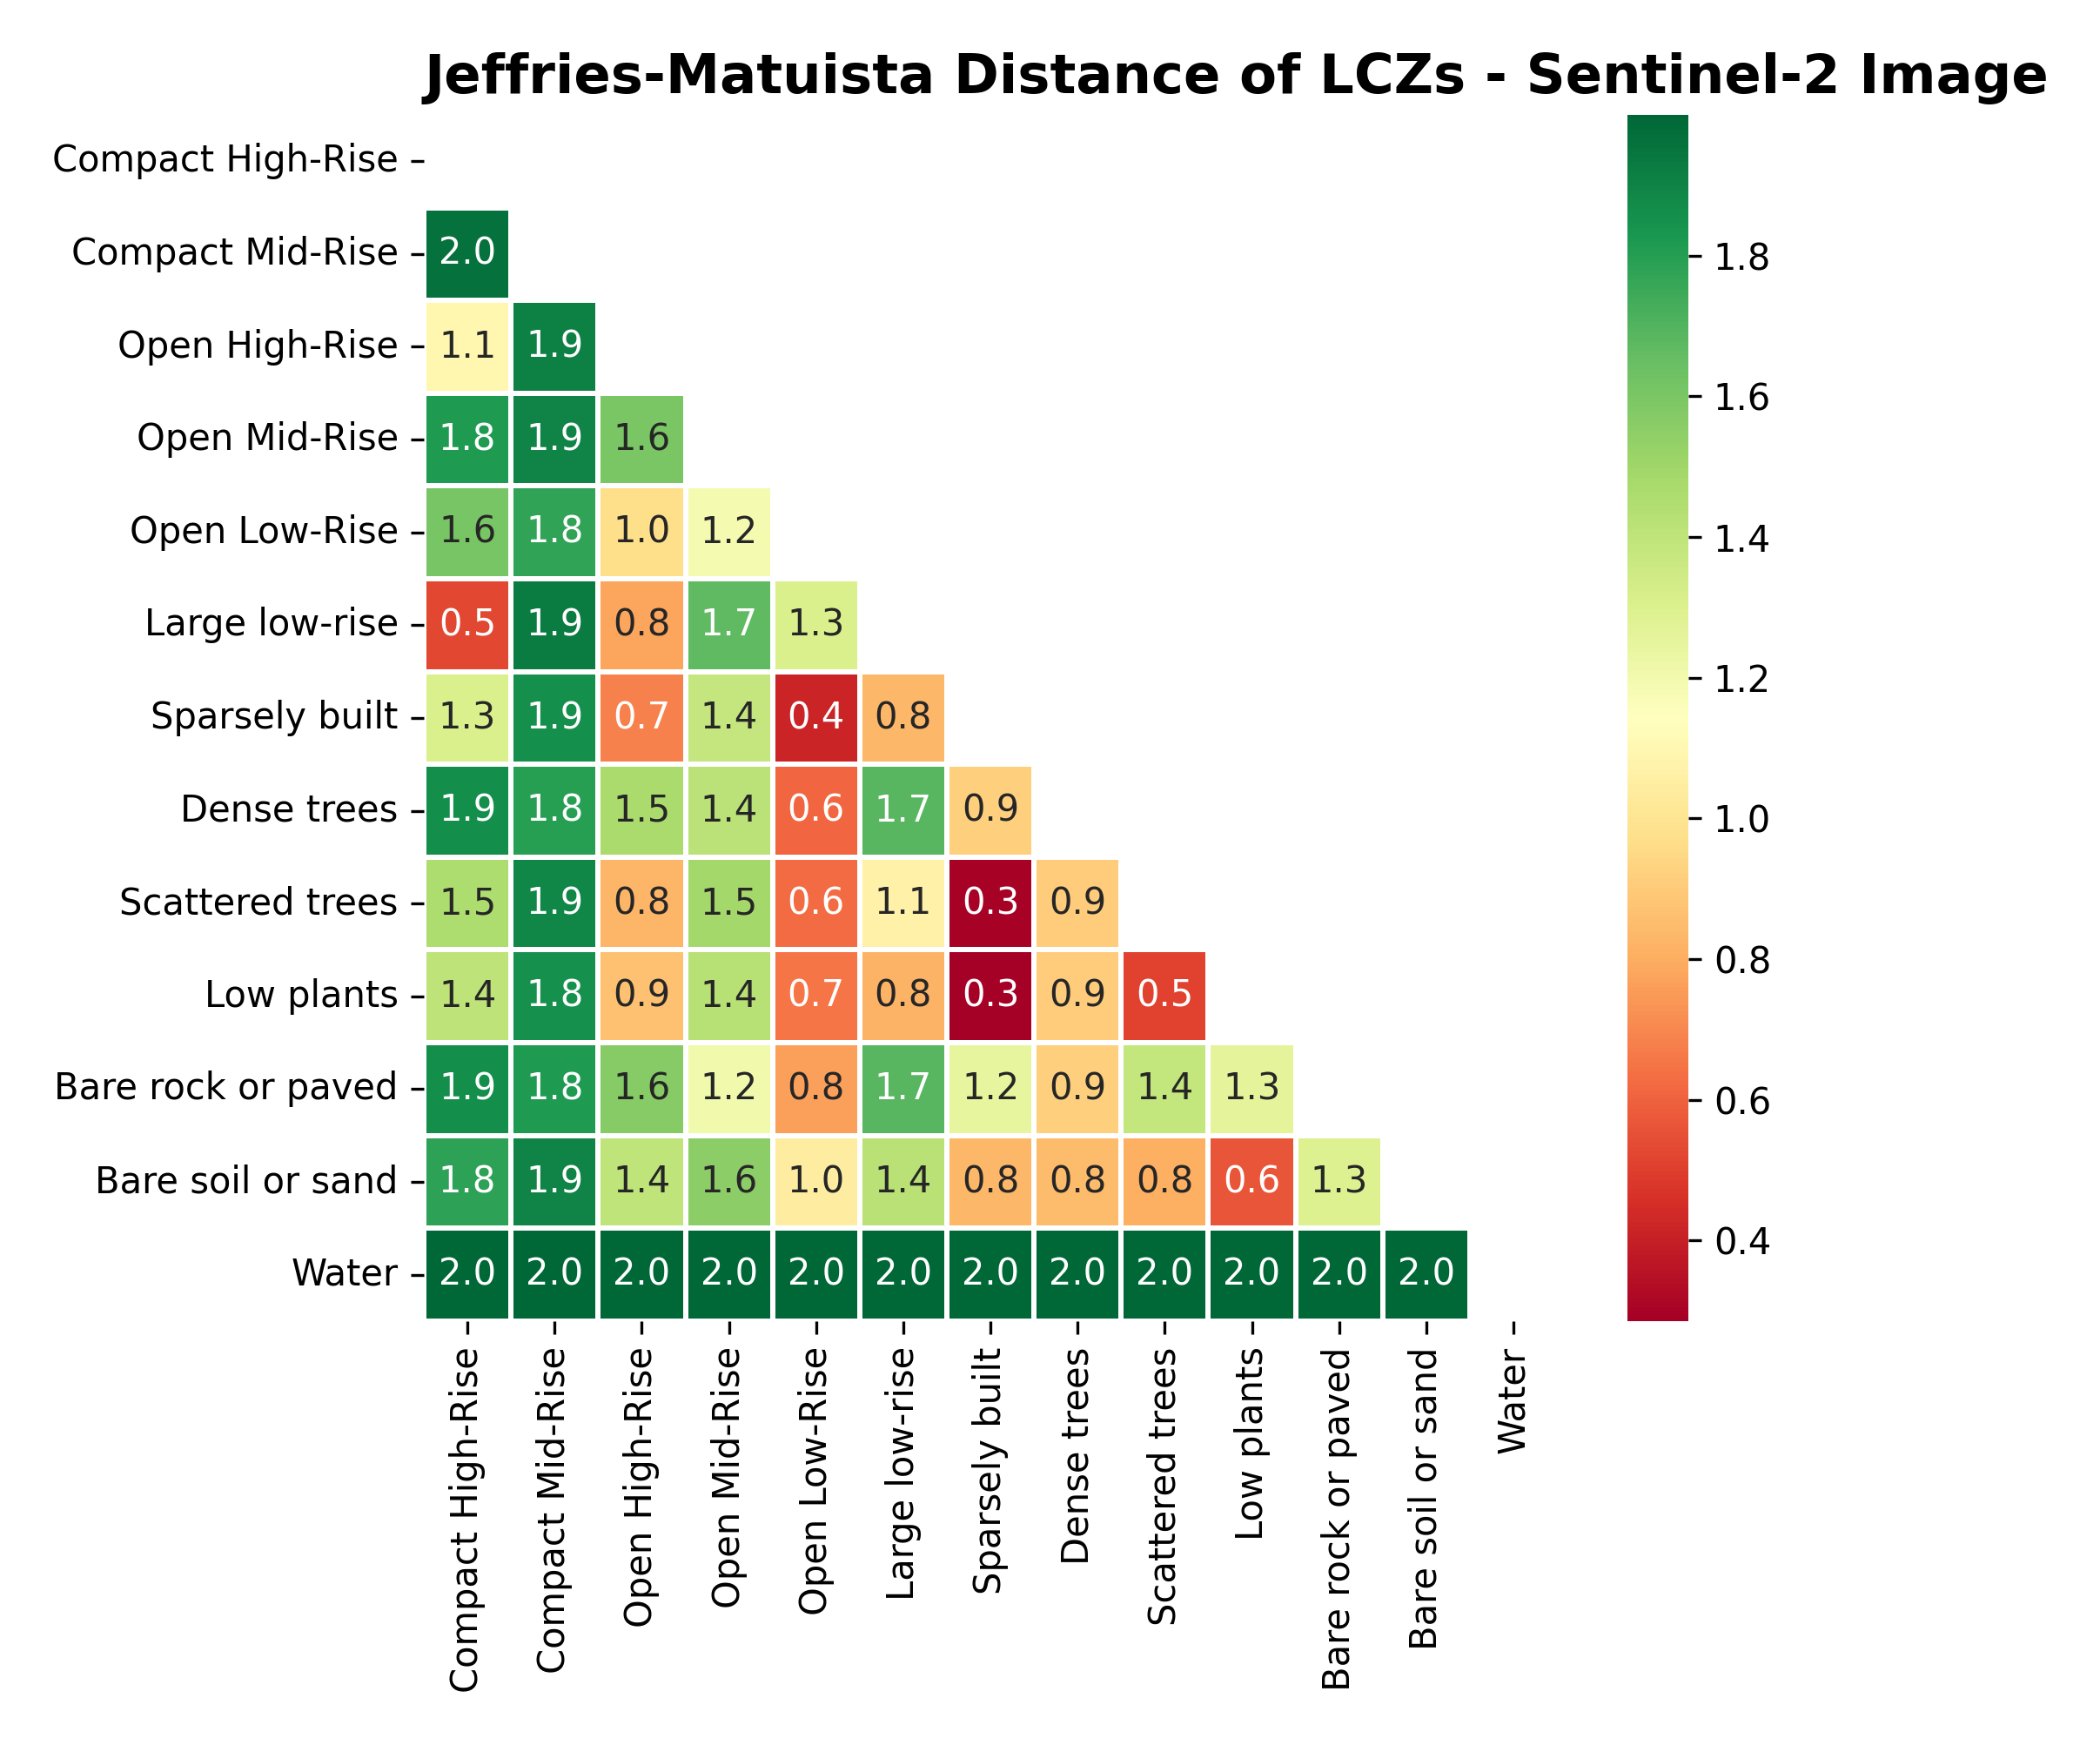 Jeffries-Matuista Distance of LCZs - Sentinel-2 Image
Compact High-Rise
Compact Mid-Rise 2.0
Open High-Rise 1.1 1.9
Open Mid-Rise 1.8 1.9 1.6
Open Low-Rise 1.6 1.8 1.0 1.2
Large low-rise 0.5 1.9 0.8 1.7 1.3
Sparsely built 1.3 1.9 0.7 1.4 0.4 0.8
Dense trees 1.9 1.8 1.5 1.4 0.6 1.7 0.9
Scattered trees 1.5 1.9 0.8 1.5 0.6 1.1 0.3 0.9
Low plants 1.4 1.8 0.9 1.4 0.7 0.8 0.3 0.9 0.5
Bare rock or paved 1.9 1.8 1.6 1.2 0.8 1.7 1.2 0.9 1.4 1.3
Bare soil or sand 1.8 1.9 1.4 1.6 1.0 1.4 0.8 0.8 0.8 0.6 1.3
Water 2.0 2.0 2.0 2.0 2.0 2.0 2.0 2.0 2.0 2.0 2.0 2.0
Compact High-Rise
Compact Mid-Rise
Open High-Rise
Open Mid-Rise
Open Low-Rise
Large low-rise
Sparsely built
Dense trees
Scattered trees
Low plants
Bare rock or paved
Bare soil or sand
Water
1.8
1.6
1.4
1.2
1.0
0.8
0.6
0.4